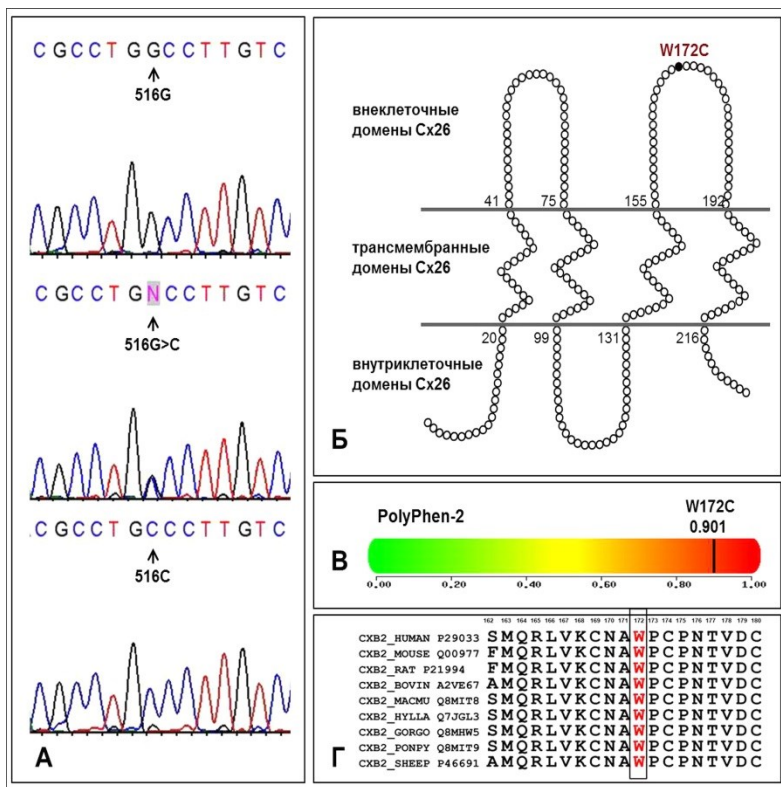 C G C C T G G C C T T G T C
516G
C G C C T G N C C T T G T C
516G>C
C G C C T G C C C T T G T C
516C
А
W172C
внеклеточные
домены Cx26
41 75 155 192
трансмембранные
домены Cx26
20 99 131 216
внутриклеточные
домены Cx26
Б
W172C
PolyPhen-2 0.901
В
0.00 0.20 0.40 0.60 0.80 1.00
162 163 164 165 166 167 168 169 170 171 172 173 174 175 176 177 178 179 180
CXB2_HUMAN P29033 SMQRLVKCNAWPCPNTVDC
CXB2_MOUSE Q00977 FMQRLVKCNAWPCPNTVDC
CXB2_RAT P21994 FMQRLVKCNAWPCPNTVDC
CXB2_BOVIN A2VE67 AMQRLVKCNAWPCPNTVDC
CXB2_MACMU Q8MIT8 SMQRLVKCNAWPCPNTVDC
CXB2_HYLLA Q7JGL3 SMQRLVKCNAWPCPNTVDC
CXB2_GORGO Q8MHW5 SMQRLVKCNAWPCPNTVDC
CXB2_PONPY Q8MIT9 SMQRLVKCNAWPCPNTVDC
CXB2_SHEEP P46691 AMQRLVKCNAWPCPNTVDC
Г